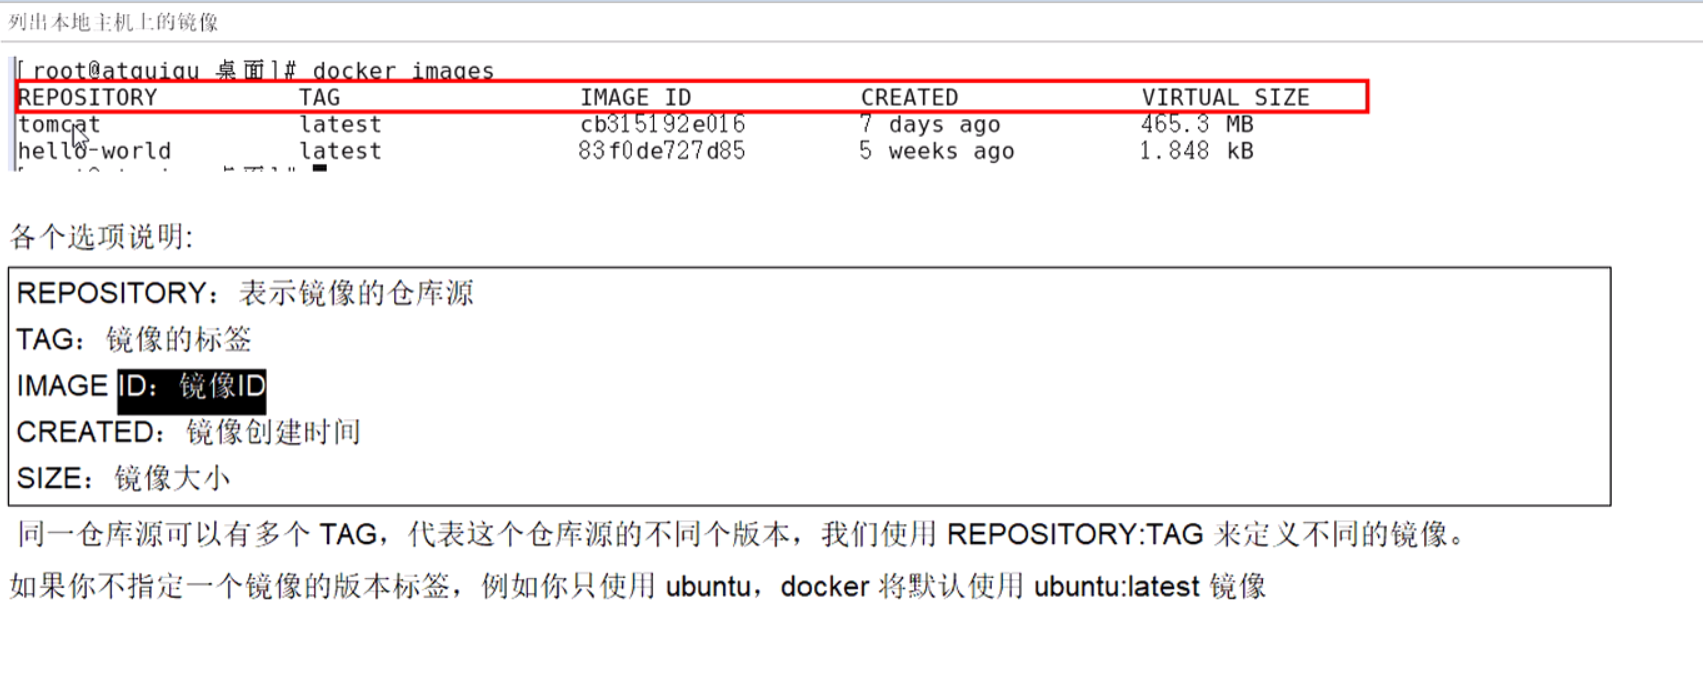 列出本地主机上的镜像
[root@atguigu 桌面]# docker images
REPOSITORY TAG IMAGE ID CREATED VIRTUAL SIZE
tomcat latest cb315192e016 7 days ago 465.3 MB
hello-world latest 83f0de727d85 5 weeks ago 1.848 kB
各个选项说明:
REPOSITORY：表示镜像的仓库源
TAG：镜像的标签
IMAGE ID：镜像ID
CREATED：镜像创建时间
SIZE：镜像大小
同一仓库源可以有多个 TAG，代表这个仓库源的不同个版本，我们使用 REPOSITORY:TAG 来定义不同的镜像。
如果你不指定一个镜像的版本标签，例如你只使用 ubuntu，docker 将默认使用 ubuntu:latest 镜像